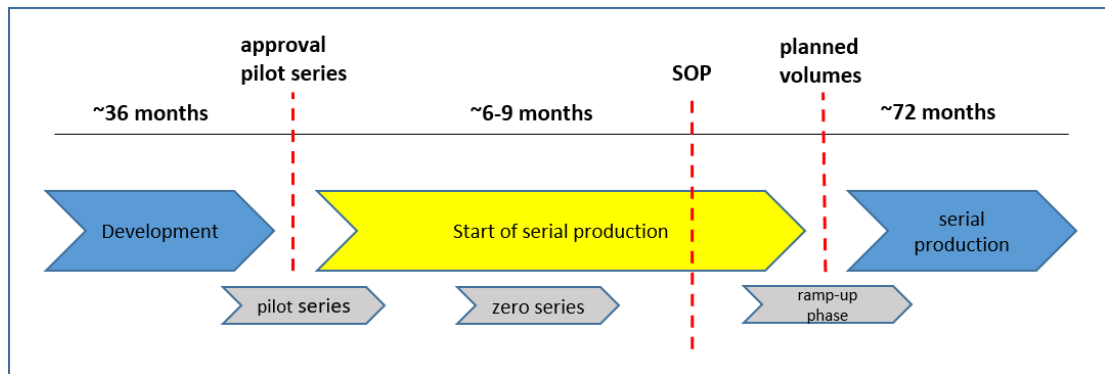 approval
pilot series
SOP
planned
volumes
~36 months
~6-9 months
~72 months
Development
Start of serial production
serial
production
pilot series
zero series
ramp-up
phase